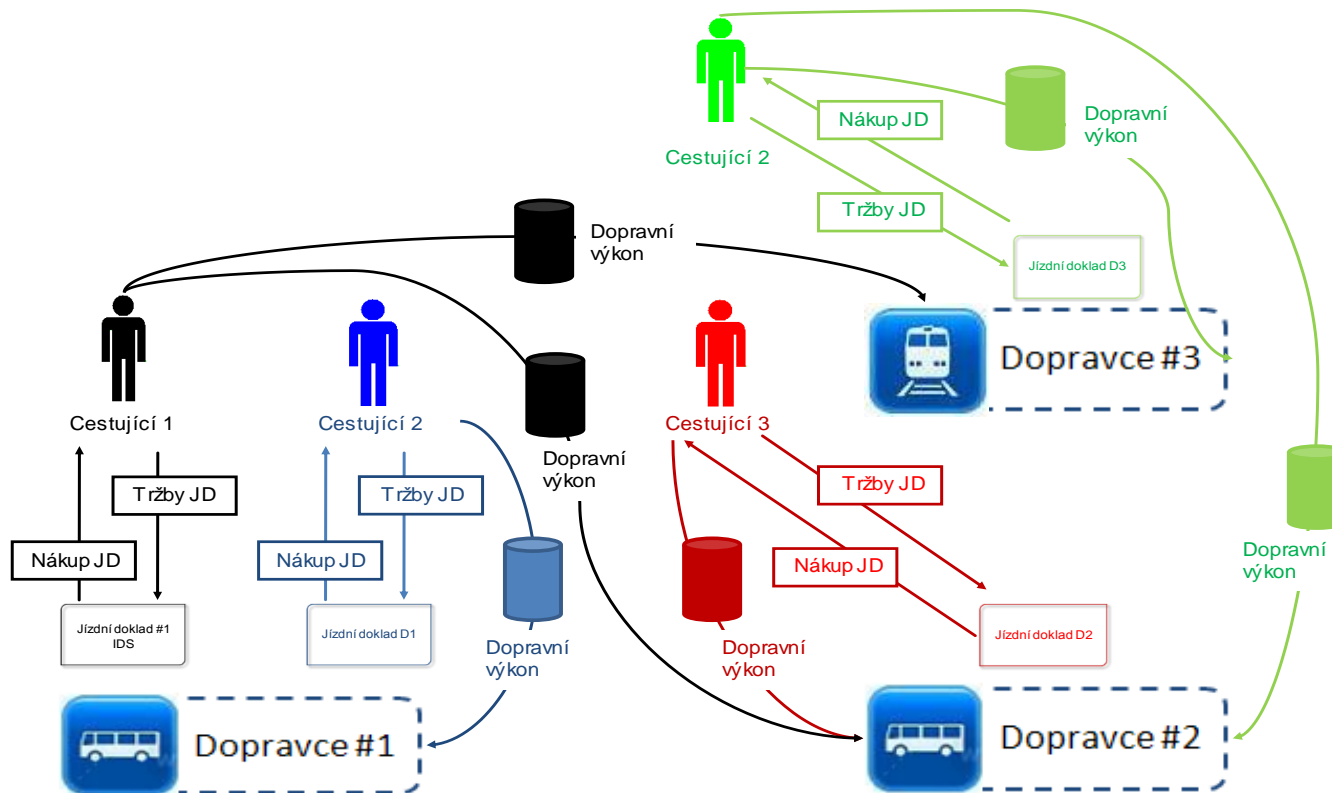 Nákup JD
Dopravní
výkon
Cestující 2
Tržby JD
Jízdní doklad D3
Dopravní
výkon
Dopravce #3
Cestující 1
Cestující 2
Cestující 3
Dopravní
výkon
Tržby JD
Tržby JD
Tržby JD
Nákup JD
Nákup JD
Nákup JD
Dopravní
výkon
Jízdní doklad #1
IDS
Jízdní doklad D1
Dopravní
výkon
Dopravní
výkon
Jízdní doklad D2
Dopravce #1
Dopravce #2